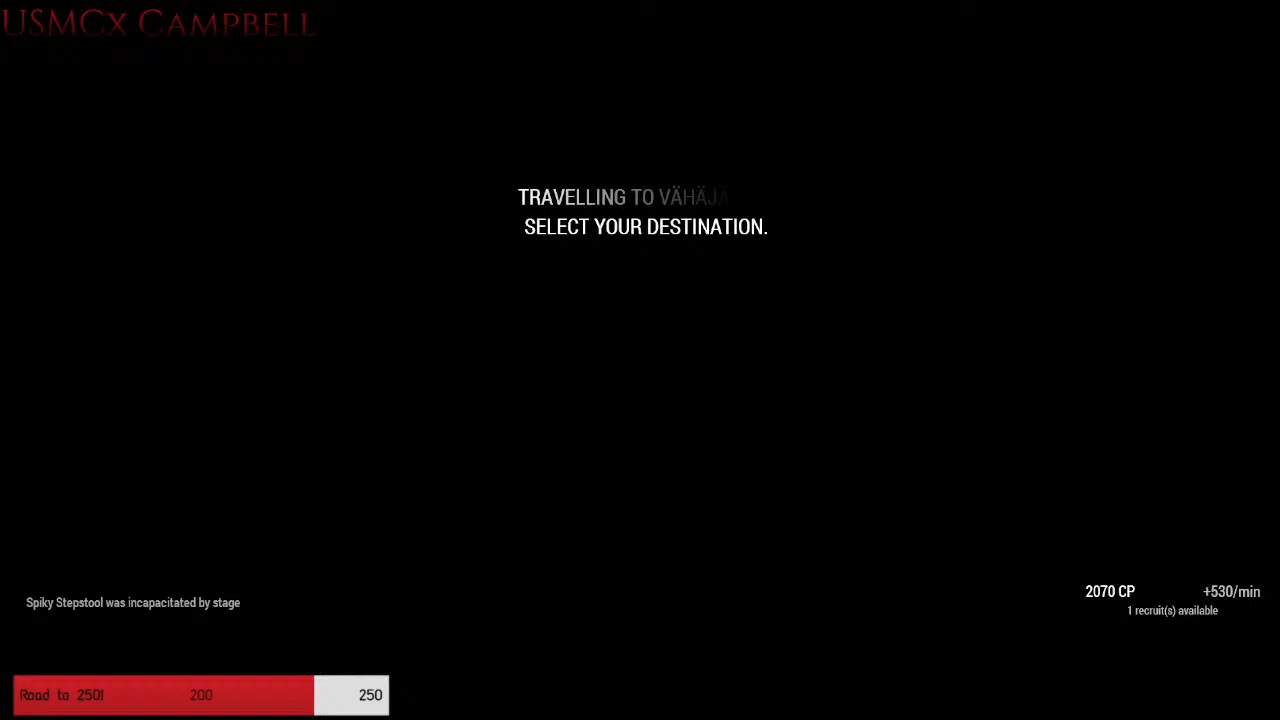 USMCx Campbell
TRAVELLING TO VÄHÄJÄ
SELECT YOUR DESTINATION.
2070 CP +530/min
1 recruit(s) available
Spiky Stepstool was incapacitated by stage
Road to 250! 200 250